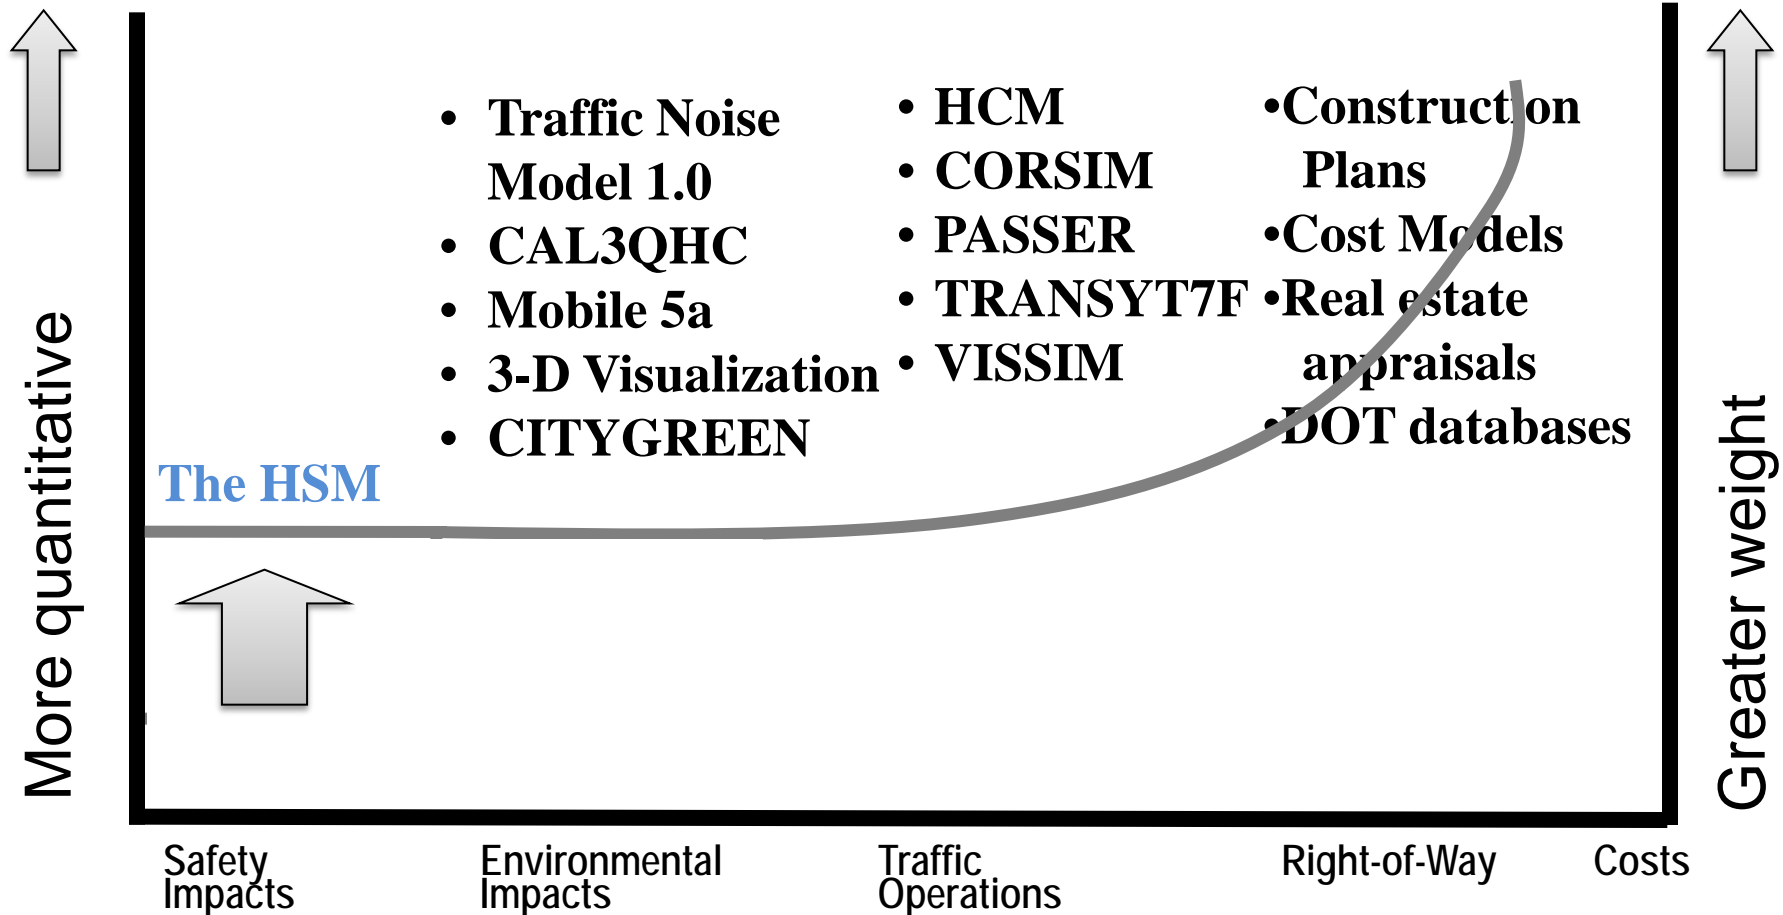 More quantitative
The HSM
• Traffic Noise
Model 1.0
• CAL3QHC
• Mobile 5a
• 3-D Visualization
• CITYGREEN
• HCM
• CORSIM
• PASSER
• TRANSYT7F
• VISSIM
•Construction
Plans
•Cost Models
•Real estate
appraisals
•DOT databases
Greater weight
Safety
Impacts
Environmental
Impacts
Traffic
Operations
Right-of-Way
Costs